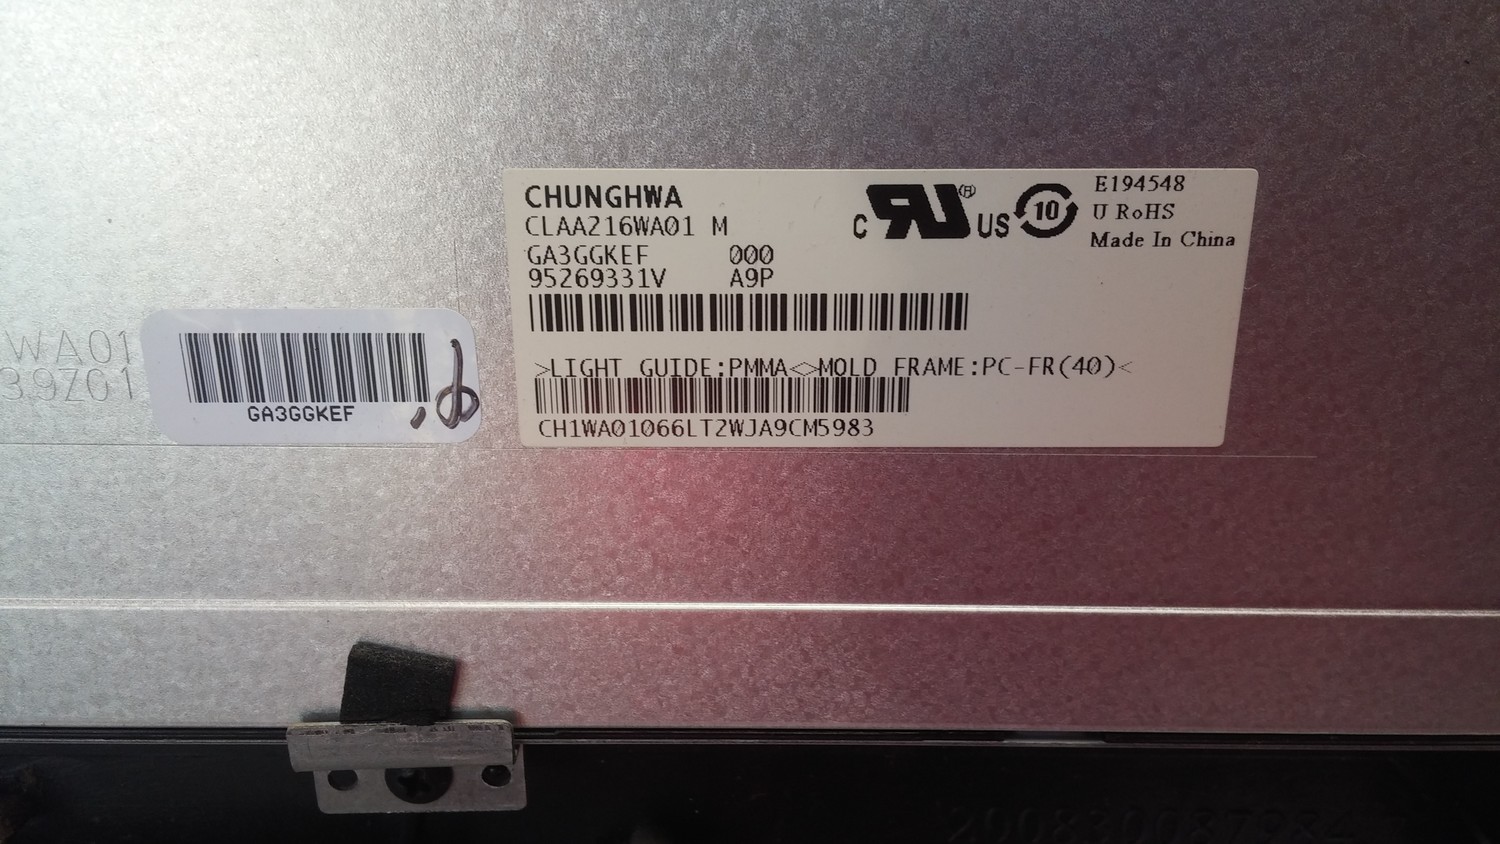 CHUNGHWA
CLAA216WA01 M
GA3GGKEF 000
95269331V A9P
>LIGHT GUIDE:PMMA<>MOLD FRAME:PC-FR(40)<
CH1WA01066LT2WJA9CM5983
c RU ® US 10
E194548
U RoHS
Made In China
WA01
39Z01
GA3GGKEF